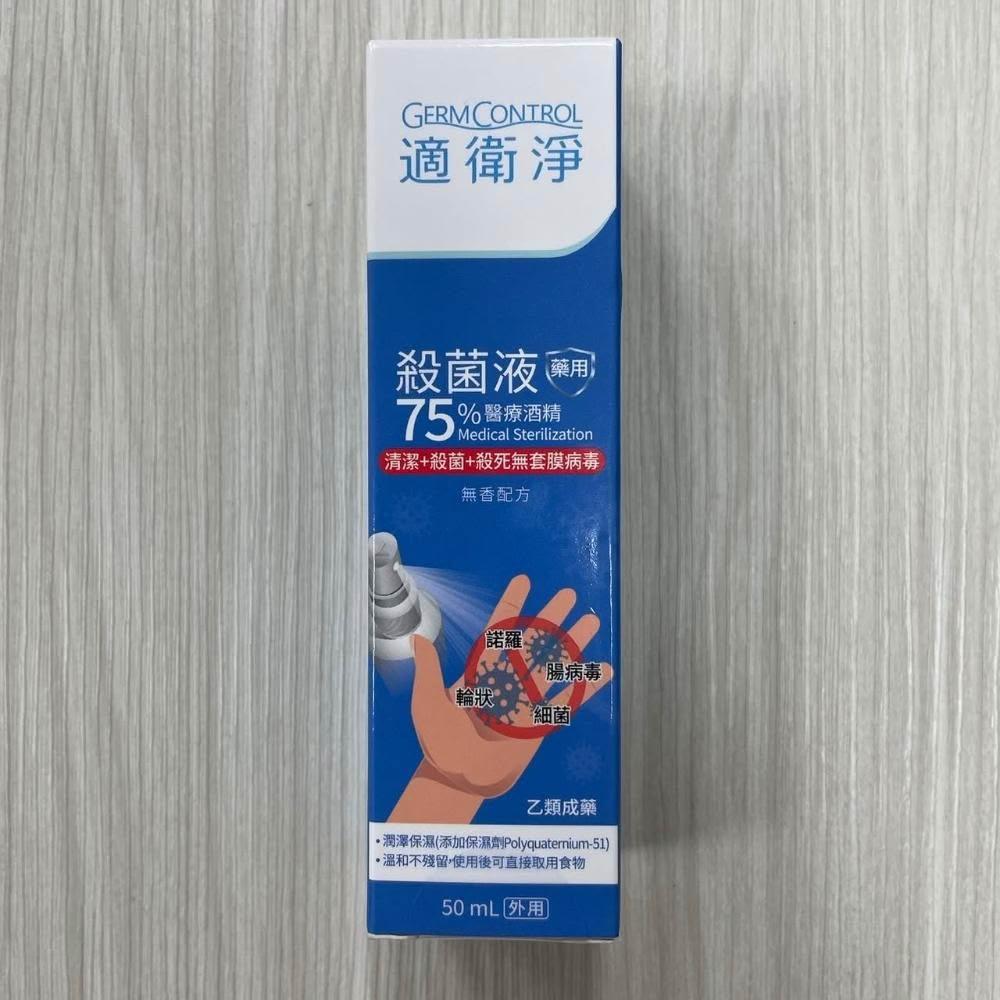 GERMCONTROL
適衛淨
殺菌液 藥用
75%醫療酒精
Medical Sterilization
清潔+殺菌+殺死無套膜病毒
無香配方
諾羅
腸病毒
輪狀
細菌
乙類成藥
•潤澤保濕(添加保濕劑Polyquaternium-51)
•溫和不殘留,使用後可直接取用食物
50 mL 外用